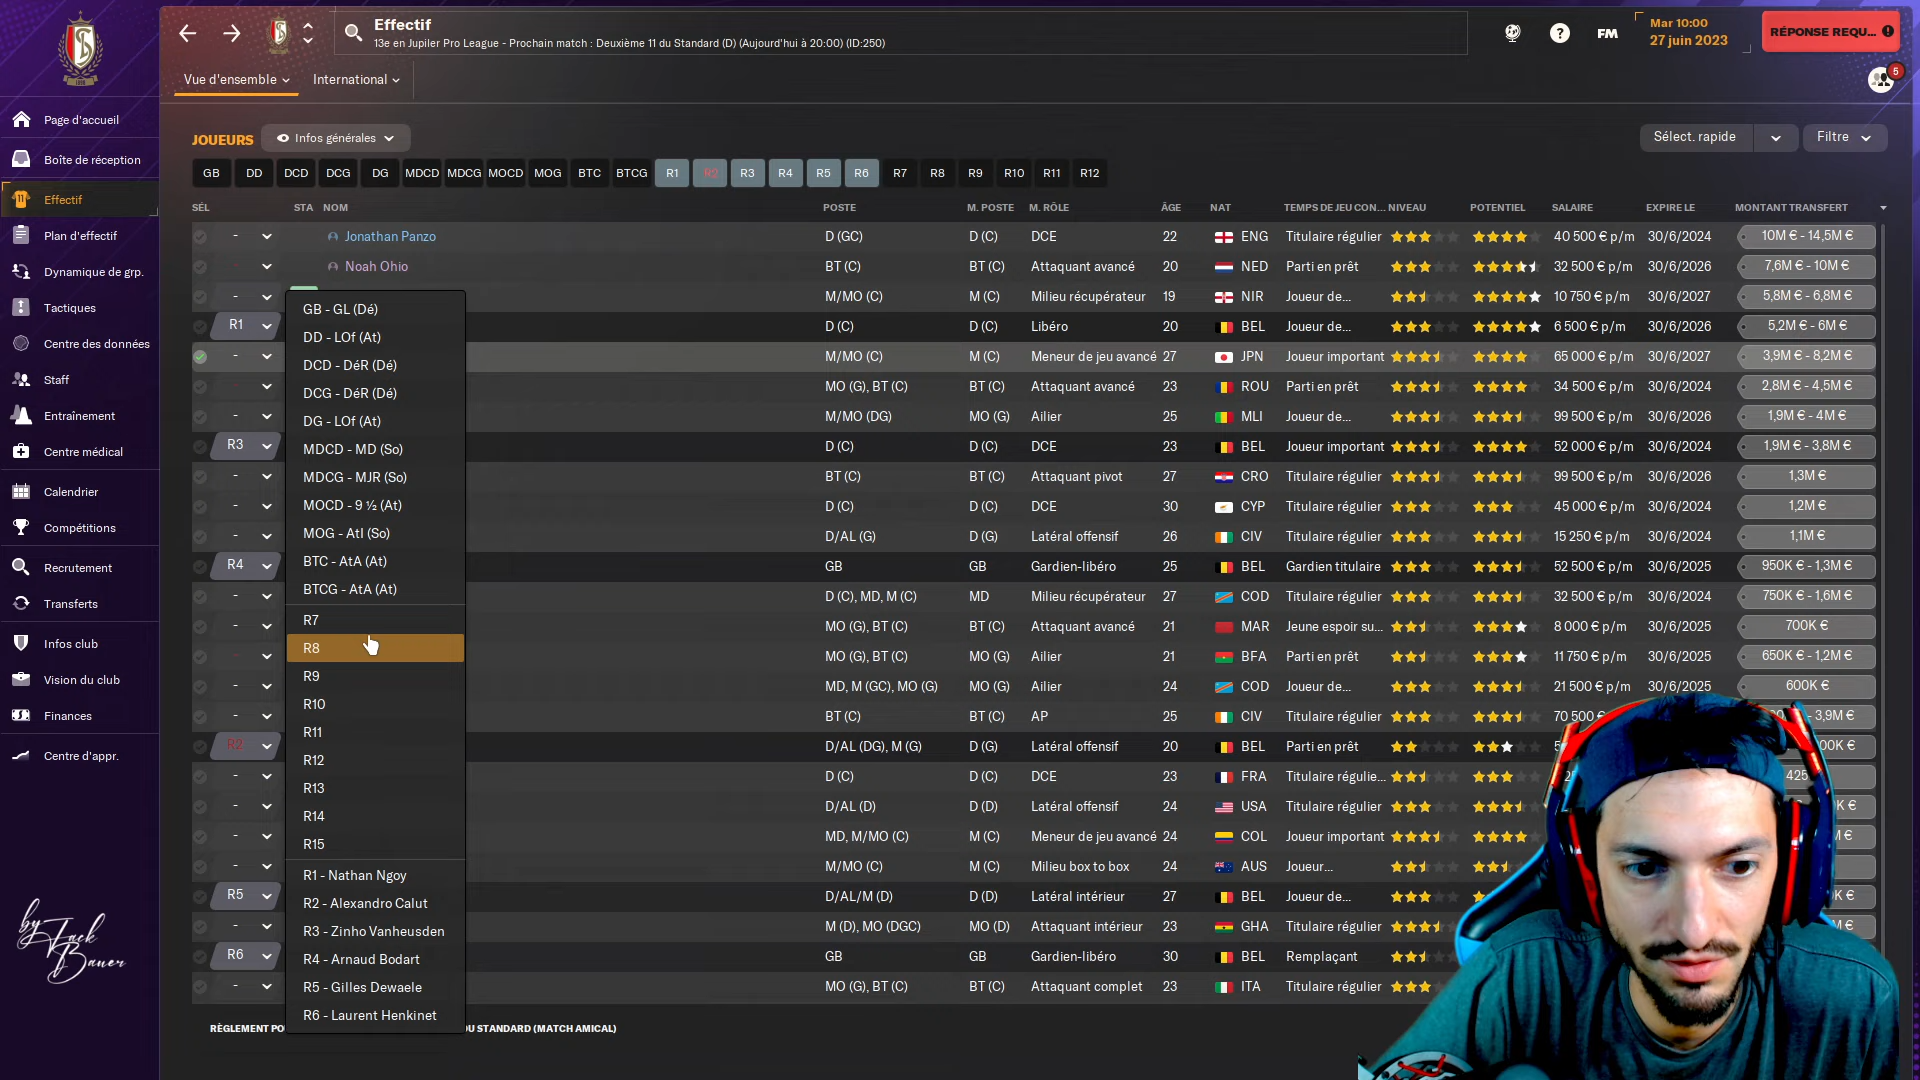 Effectif
13e en Jupiler Pro League - Prochain match : Deuxième 11 du Standard (D) (Aujourd'hui à 20:00) (ID:250)
FM
Mar 10:00
27 juin 2023
RÉPONSE REQU...
Vue d'ensemble
International
5
Page d'accueil
Boîte de réception
Effectif
Plan d'effectif
Dynamique de grp.
Tactiques
Centre des données
Staff
Entraînement
Centre médical
Calendrier
Compétitions
Recrutement
Transferts
Infos club
Vision du club
Finances
Centre d'appr.
by Jack Bauer
JOUEURS Infos générales Sélect. rapide Filtre
GB DD DCD DCG DG MDCD MDCG MOCD MOG BTC BTCG R1 R2 R3 R4 R5 R6 R7 R8 R9 R10 R11 R12
SÉL STA NOM POSTE M. POSTE M. RÔLE ÂGE NAT TEMPS DE JEU CON... NIVEAU POTENTIEL SALAIRE EXPIRE LE MONTANT TRANSFERT
- Jonathan Panzo D (GC) D (C) DCE 22 ENG Titulaire régulier 40 500 € p/m 30/6/2024 10M € - 14,5M €
- Noah Ohio BT (C) BT (C) Attaquant avancé 20 NED Parti en prêt 32 500 € p/m 30/6/2026 7,6M € - 10M €
- M/MO (C) M (C) Milieu récupérateur 19 NIR Joueur de... 10 750 € p/m 30/6/2027 5,8M € - 6,8M €
R1 D (C) D (C) Libéro 20 BEL Joueur de... 6 500 € p/m 30/6/2026 5,2M € - 6M €
- M/MO (C) M (C) Meneur de jeu avancé 27 JPN Joueur important 65 000 € p/m 30/6/2027 3,9M € - 8,2M €
- MO (G), BT (C) BT (C) Attaquant avancé 23 ROU Parti en prêt 34 500 € p/m 30/6/2024 2,8M € - 4,5M €
- M/MO (DG) MO (G) Ailier 25 MLI Joueur de... 99 500 € p/m 30/6/2026 1,9M € - 4M €
R3 D (C) D (C) DCE 23 BEL Joueur important 52 000 € p/m 30/6/2024 1,9M € - 3,8M €
- BT (C) BT (C) Attaquant pivot 27 CRO Titulaire régulier 99 500 € p/m 30/6/2026 1,3M €
- D (C) D (C) DCE 30 CYP Titulaire régulier 45 000 € p/m 30/6/2024 1,2M €
- D/AL (G) D (G) Latéral offensif 26 CIV Titulaire régulier 15 250 € p/m 30/6/2024 1,1M €
R4 GB GB Gardien-libéro 25 BEL Gardien titulaire 52 500 € p/m 30/6/2024 950K € - 1,3M €
- D (C), MD, M (C) MD Milieu récupérateur 27 COD Titulaire régulier 32 500 € p/m 30/6/2024 750K € - 1,6M €
- MO (G), BT (C) BT (C) Attaquant avancé 21 MAR Jeune espoir su... 8 000 € p/m 30/6/2025 700K €
- MO (G), BT (C) MO (G) Ailier 21 BFA Parti en prêt 11 750 € p/m 30/6/2025 650K € - 1,2M €
- MD, M (GC), MO (G) MO (G) Ailier 24 COD Joueur de... 21 500 € p/m 30/6/2025 600K €
- BT (C) BT (C) AP 25 CIV Titulaire régulier 70 500 3,9M €
R2 D/AL (DG), M (G) D (G) Latéral offensif 20 BEL Parti en prêt
- D (C) D (C) DCE 23 FRA Titulaire régulie... 425
- D/AL (D) D (D) Latéral offensif 24 USA Titulaire régulier K €
- MD, M/MO (C) M (C) Meneur de jeu avancé 24 COL Joueur important M €
- M/MO (C) M (C) Milieu box to box 24 AUS Joueur...
R5 D/AL/M (D) D (D) Latéral intérieur 27 BEL Joueur de... K €
- M (D), MO (DGC) MO (D) Attaquant intérieur 23 GHA Titulaire régulier M €
R6 GB GB Gardien-libéro 30 BEL Remplaçant
- MO (G), BT (C) BT (C) Attaquant complet 23 ITA Titulaire régulier
GB - GL (Dé)
DD - LOf (At)
DCD - DéR (Dé)
DCG - DéR (Dé)
DG - LOf (At)
MDCD - MD (So)
MDCG - MJR (So)
MOCD - 9 ½ (At)
MOG - Atl (So)
BTC - AtA (At)
BTCG - AtA (At)
R7
R8
R9
R10
R11
R12
R13
R14
R15
R1 - Nathan Ngoy
R2 - Alexandro Calut
R3 - Zinho Vanheusden
R4 - Arnaud Bodart
R5 - Gilles Dewaele
R6 - Laurent Henkinet
RÈGLEMENT PO U STANDARD (MATCH AMICAL)